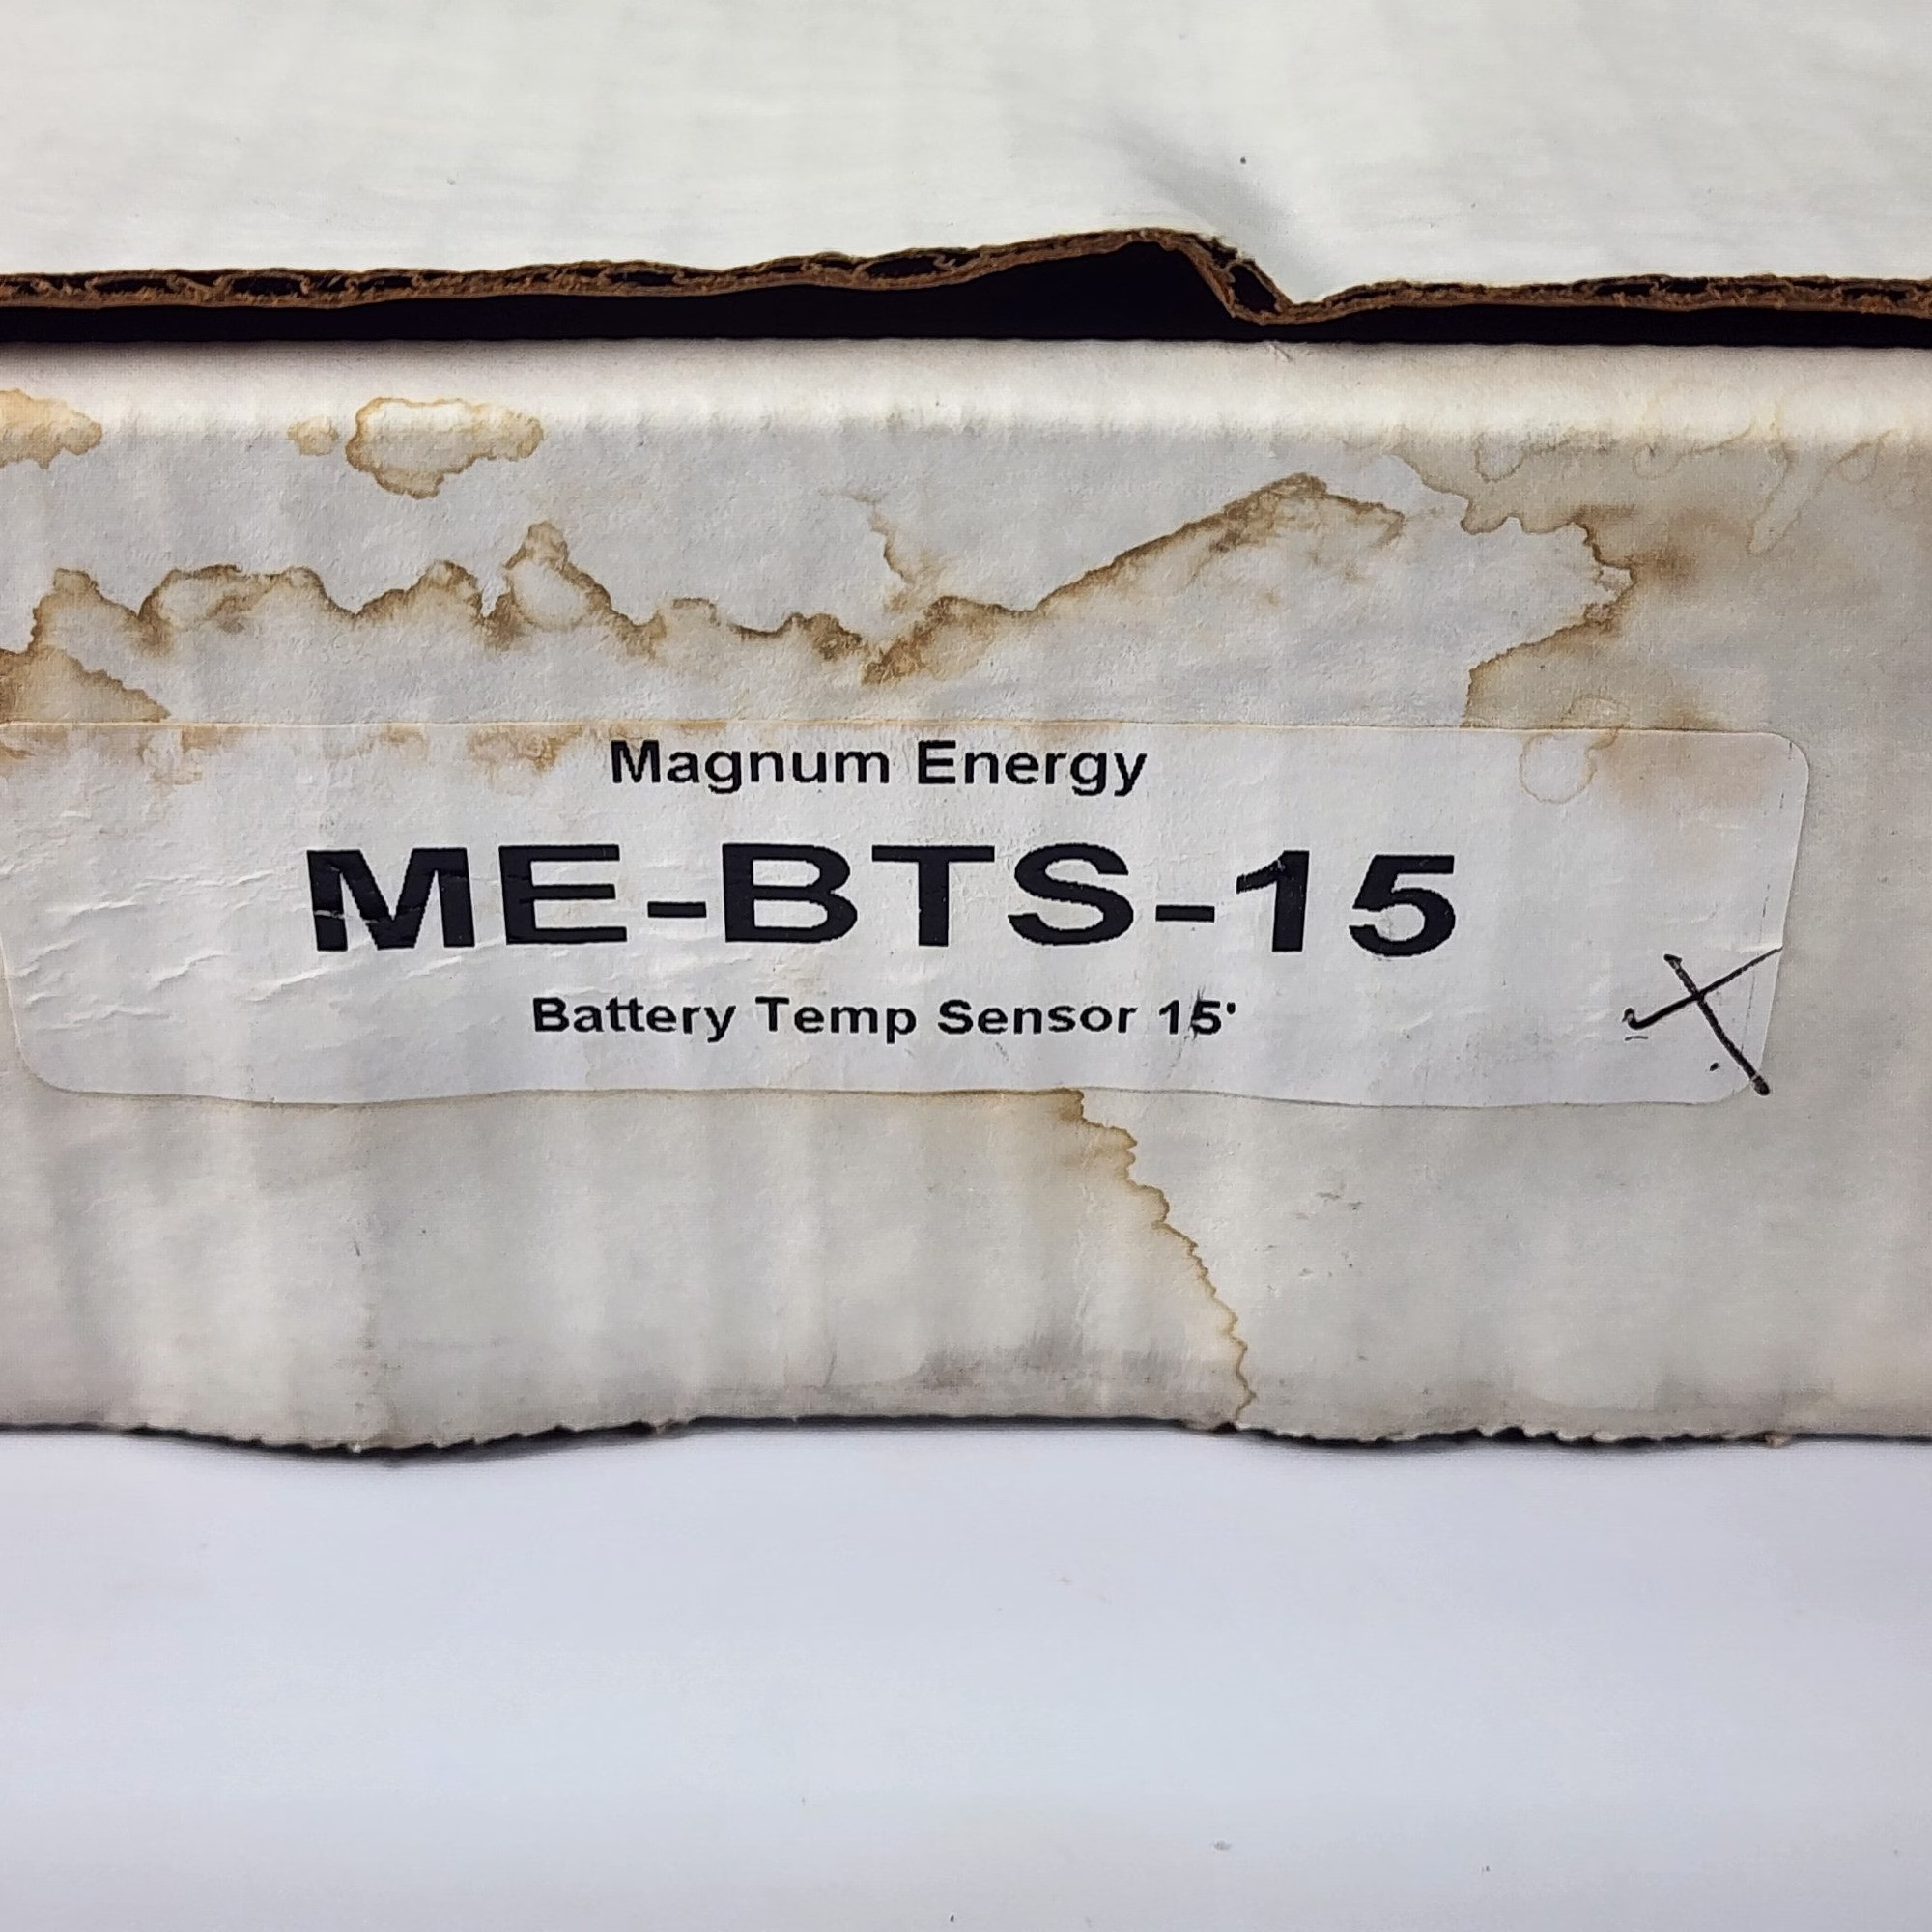 Magnum Energy
ME-BTS-15
Battery Temp Sensor 15'
X